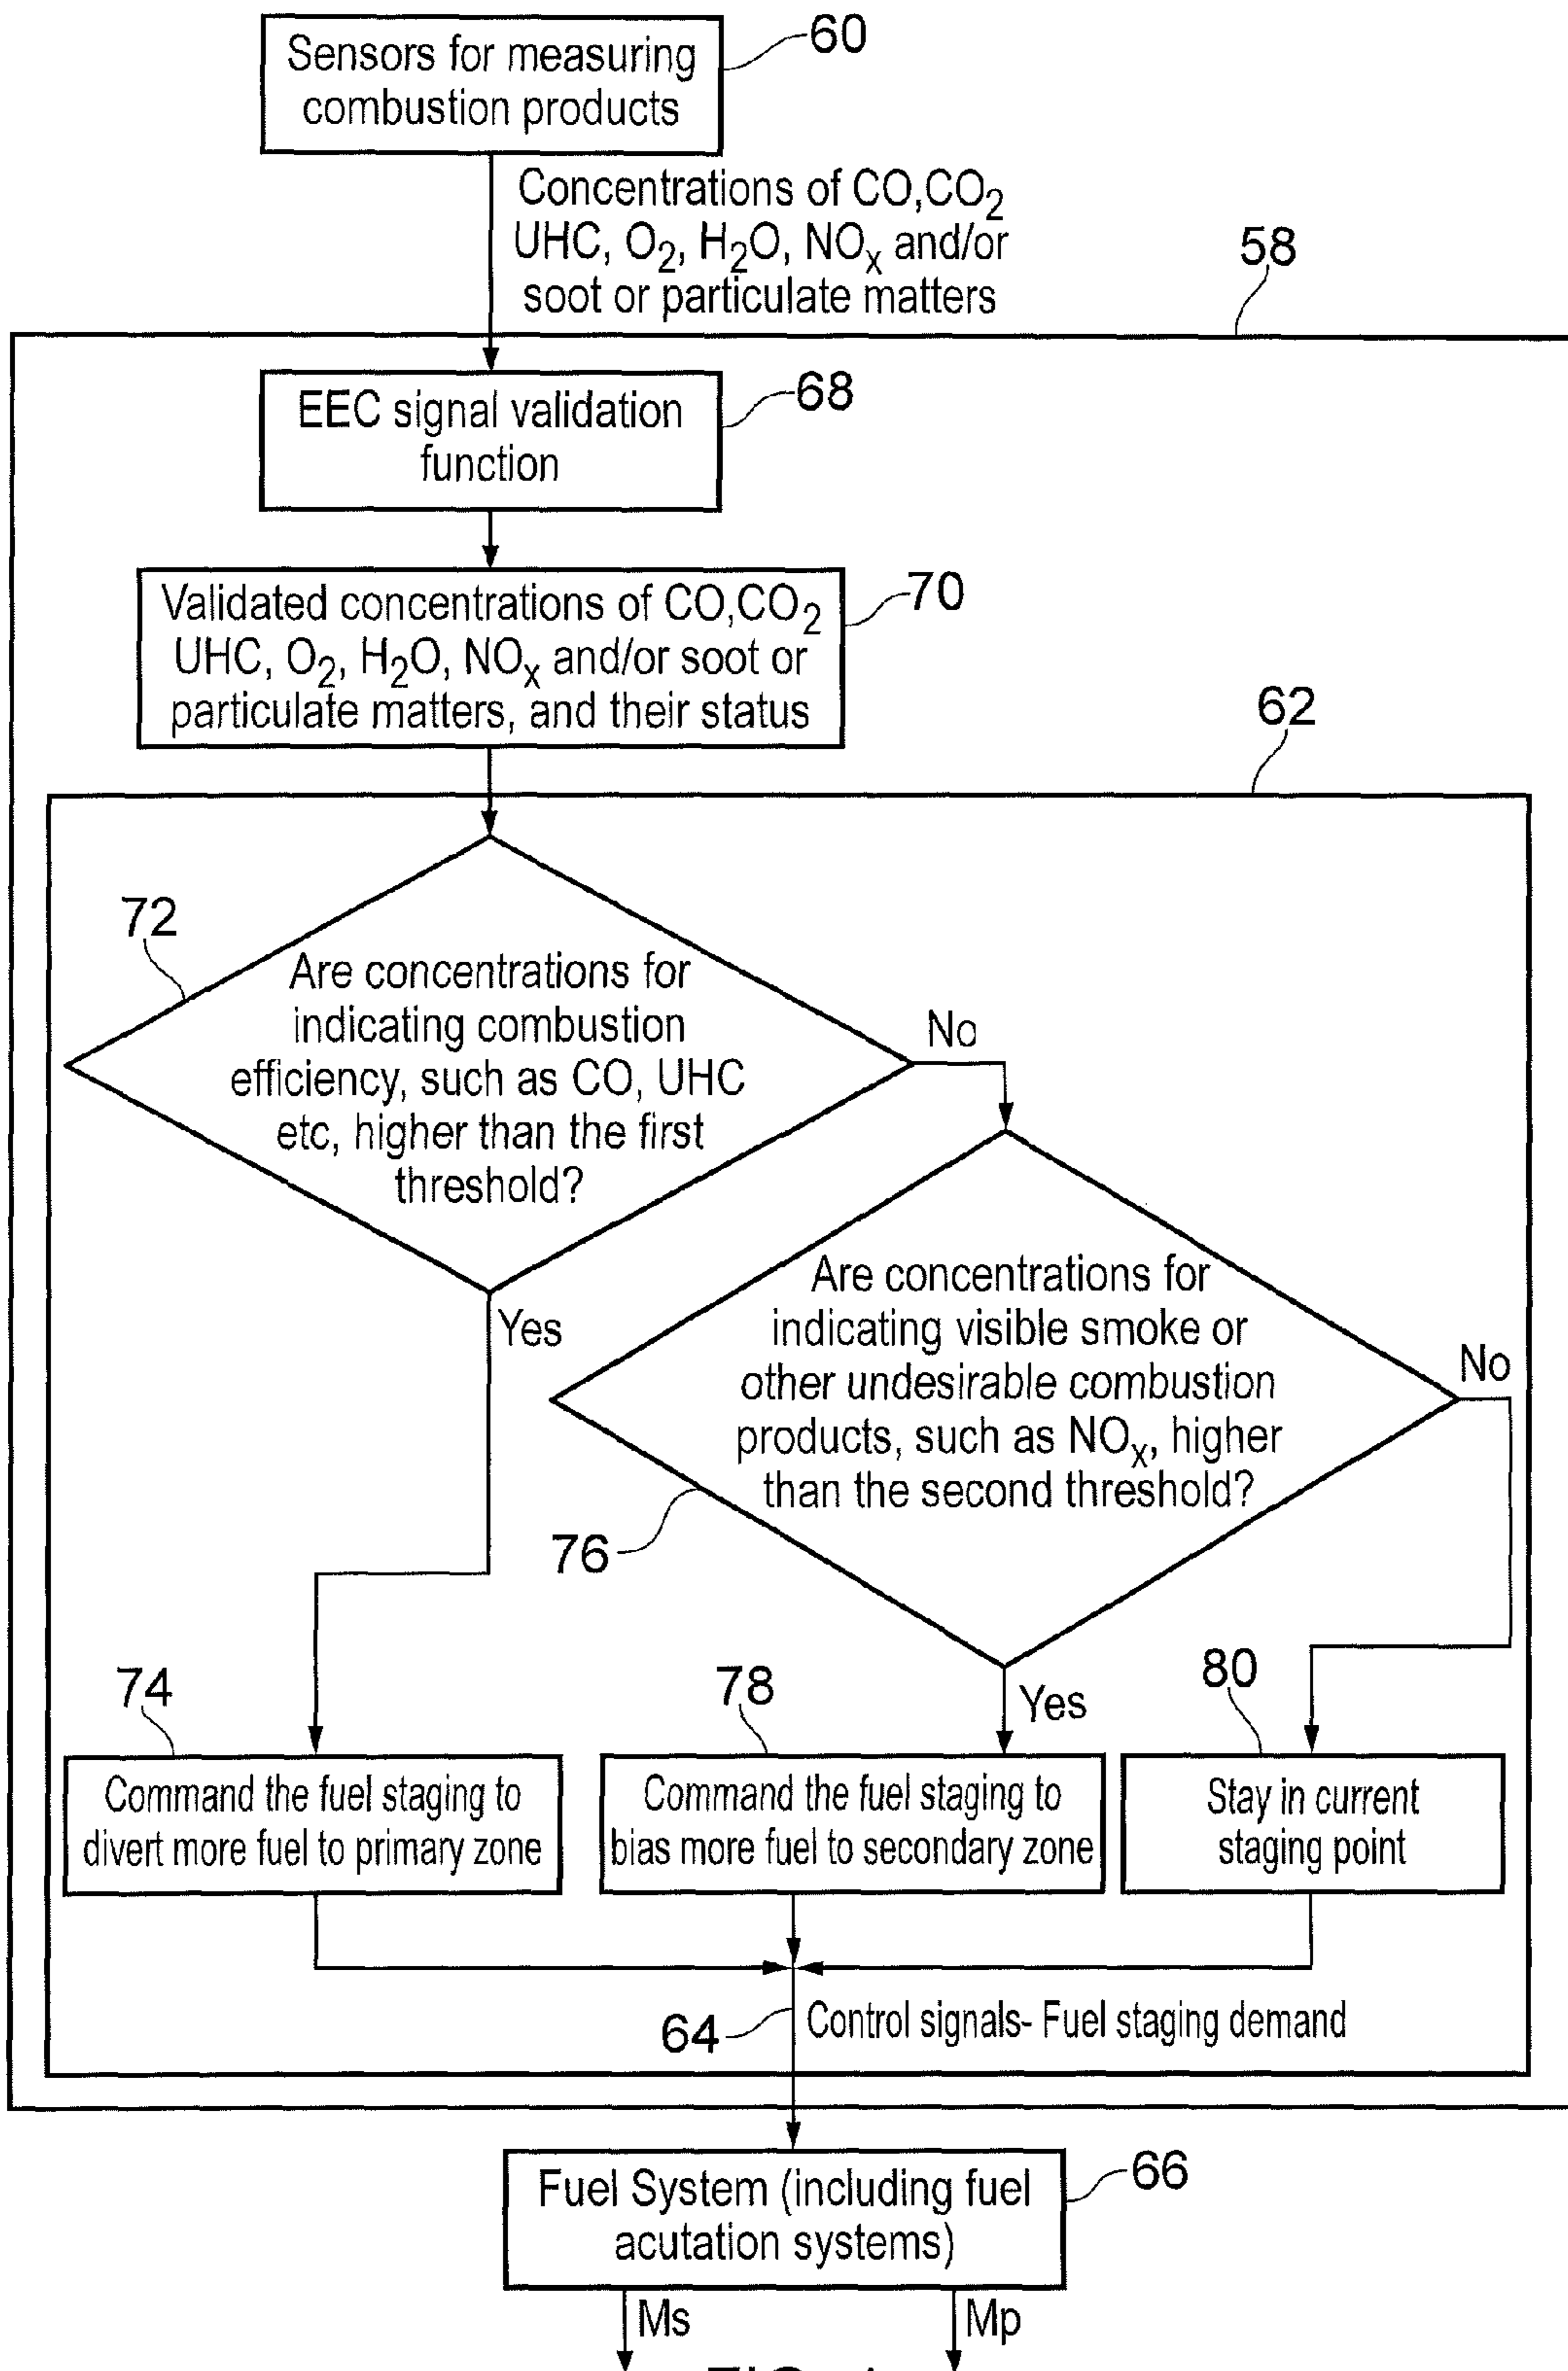 Sensors for measuring
combustion products
60
Concentrations of CO,CO2
UHC, O2, H2O, NOx and/or
soot or particulate matters
58
EEC signal validation
function
68
Validated concentrations of CO,CO2
UHC, O2, H2O, NOx and/or soot or
particulate matters, and their status
70
62
72
Are concentrations for
indicating combustion
efficiency, such as CO, UHC
etc, higher than the first
threshold?
No
Yes
Are concentrations for
indicating visible smoke or
other undesirable combustion
products, such as NOx, higher
than the second threshold?
No
76
Yes
74
78
80
Command the fuel staging to
divert more fuel to primary zone
Command the fuel staging to
bias more fuel to secondary zone
Stay in current
staging point
64
Control signals- Fuel staging demand
Fuel System (including fuel
acutation systems)
66
Ms
Mp